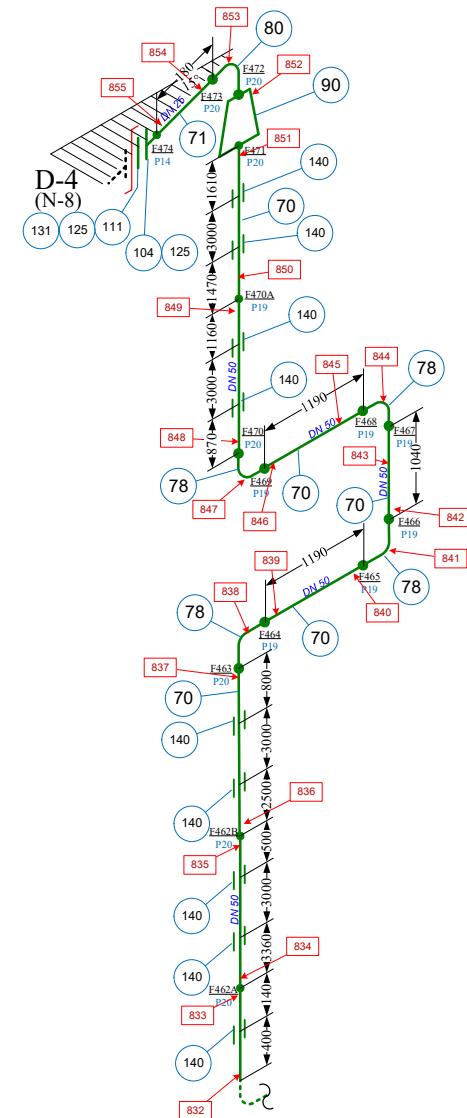 853
854
180
80
F472
P20
852
15°
855
DN 25
F473
P20
90
71
851
F474
P14
F471
P20
D-4
(N-8)
140
1610
70
131
125
111
140
3000
104
125
850
1470
F470A
P19
849
140
1160
844
845
DN 50
3000
140
1190
78
F468
P19
DN 50
848
F470
P20
870
F467
P19
843
1040
78
F469
P19
DN 50
847
846
70
70
842
F466
P19
1190
841
839
DN 50
838
F465
P19
78
78
840
F464
P19
70
837
F463
P20
800
70
140
3000
836
140
2500
F462B
P20
835
500
DN 50
140
3000
834
140
3360
F462A
P20
833
140
140
400
832